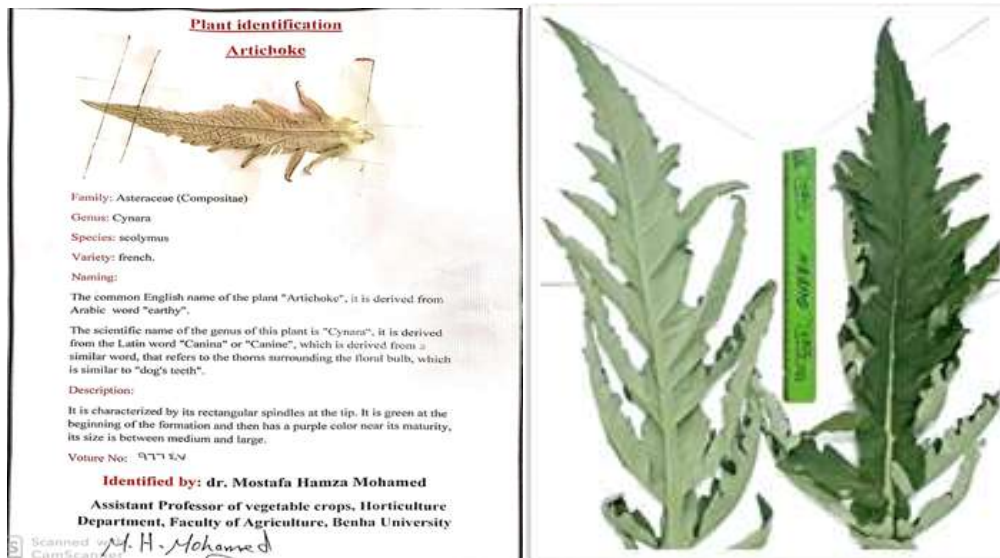 Plant identification
Artichoke
Family: Asteraceae (Compositae)
Genus: Cynara
Species: scolymus
Variety: french.
Naming:
The common English name of the plant "Artichoke", it is derived from
Arabic word "earthy".
The scientific name of the genus of this plant is "Cynara", it is derived
from the Latin word "Canina" or "Canine", which is derived from a
similar word, that refers to the thorns surrounding the floral bulb, which
is similar to "dog's teeth".
Description:
It is characterized by its rectangular spindles at the tip. It is green at the
beginning of the formation and then has a purple color near its maturity,
its size is between medium and large.
Voture No:
Identified by: dr. Mostafa Hamza Mohamed
Assistant Professor of vegetable crops, Horticulture
Department, Faculty of Agriculture, Benha University
M. H. Mohamed
S Scanned with
CamScanner